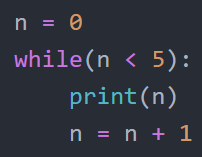 n = 0
while(n < 5):
    print(n)
    n = n + 1